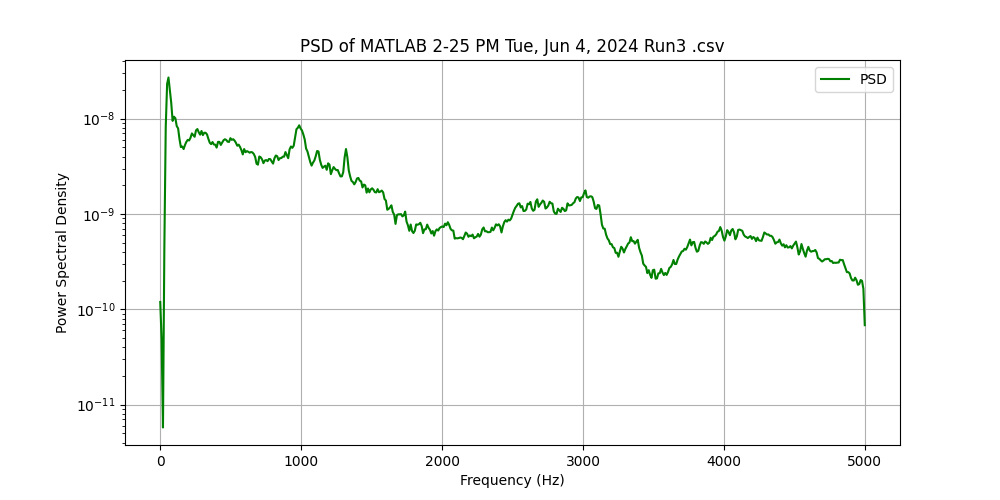 PSD of MATLAB 2-25 PM Tue, Jun 4, 2024 Run3 .csv
PSD
10⁻⁸
10⁻⁹
10⁻¹⁰
10⁻¹¹
Power Spectral Density
0 1000 2000 3000 4000 5000
Frequency (Hz)